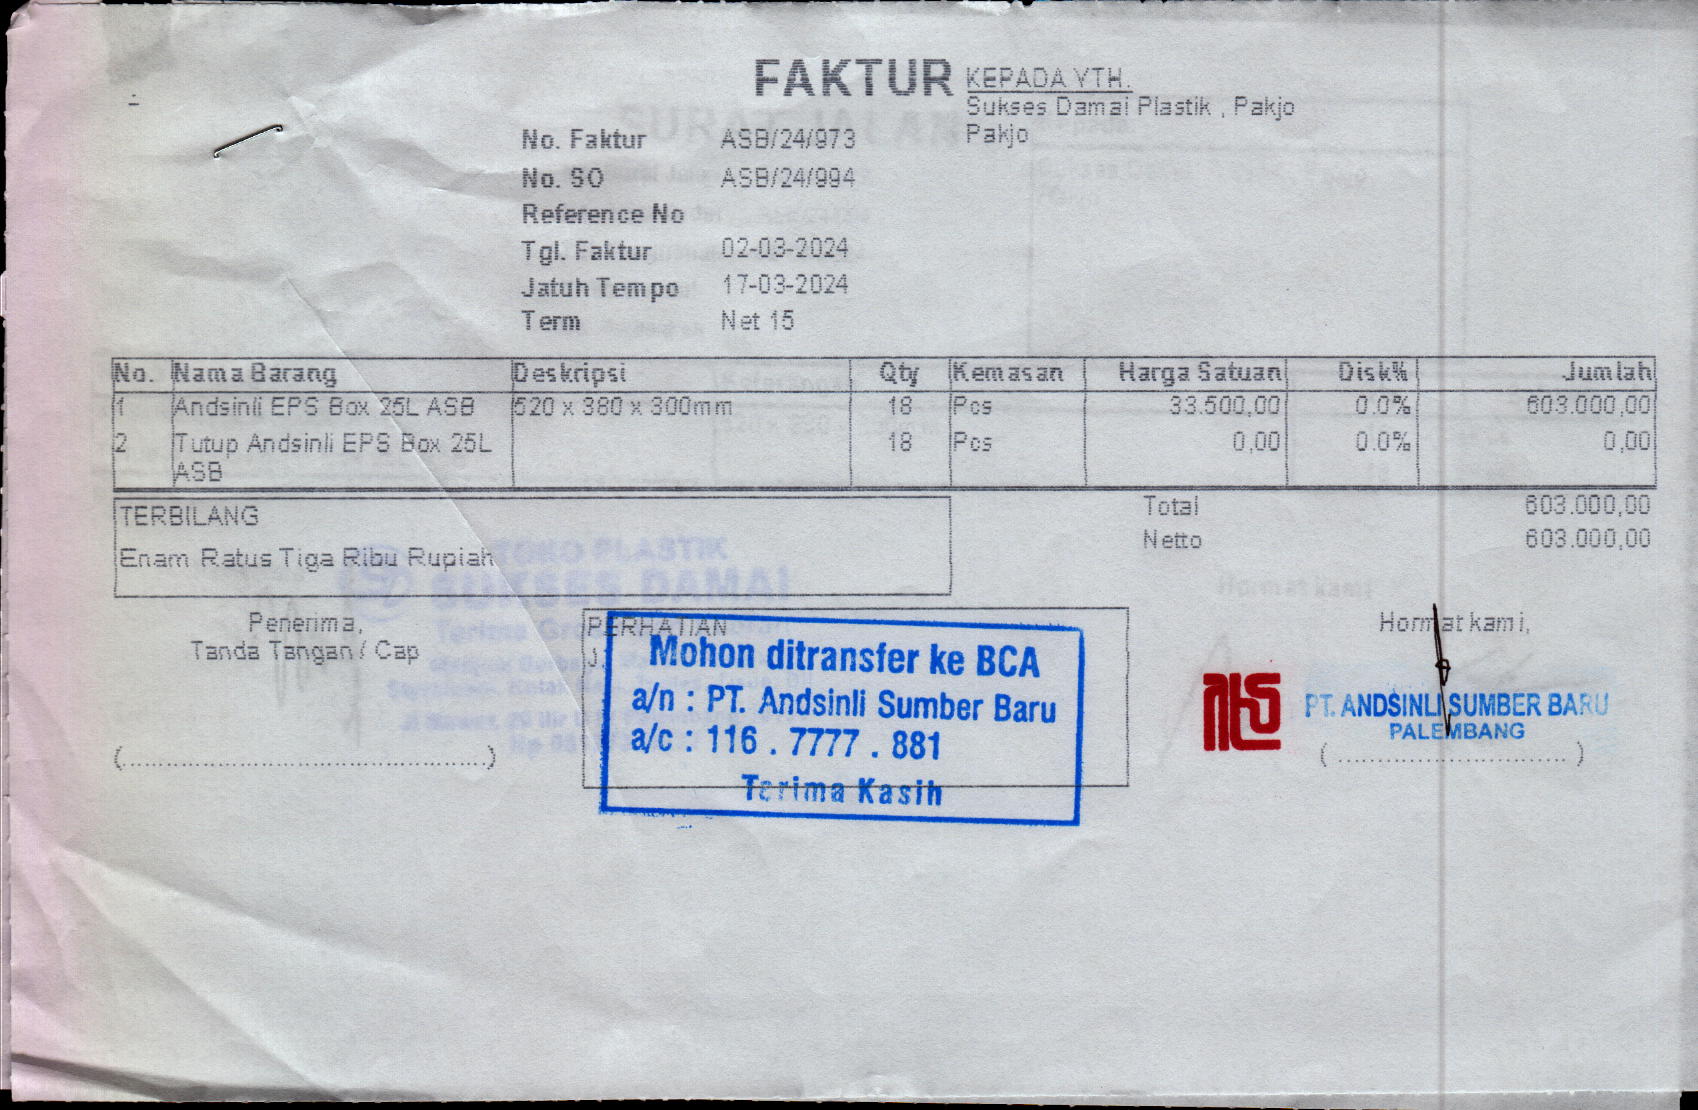 FAKTUR
KEPADA YTH.
Sukses Damai Plastik , Pakjo
Pakjo
No. Faktur ASB/24/973
No. SO ASB/24/994
Reference No
Tgl. Faktur 02-03-2024
Jatuh Tempo 17-03-2024
Term Net 15
No. Nama Barang Deskripsi Qty Kemasan Harga Satuan Disk% Jumlah
1 Andsinli EPS Box 25L ASB 520 x 380 x 300mm 18 Pcs 33.500,00 0.0% 603.000,00
2 Tutup Andsinli EPS Box 25L 18 Pcs 0,00 0.0% 0,00
ASB
Total 603.000,00
Netto 603.000,00
TERBILANG
Enam Ratus Tiga Ribu Rupiah
TOKO PLASTIK
SUKSES DAMAI
Penerima,
Tanda Tangan / Cap
(...........................................)
PERHATIAN
Mohon ditransfer ke BCA
a/n : PT. Andsinli Sumber Baru
a/c : 116 . 7777 . 881
Terima Kasih
Hormat kami,
PT. ANDSINLI SUMBER BARU
PALEMBANG
( ........................... )